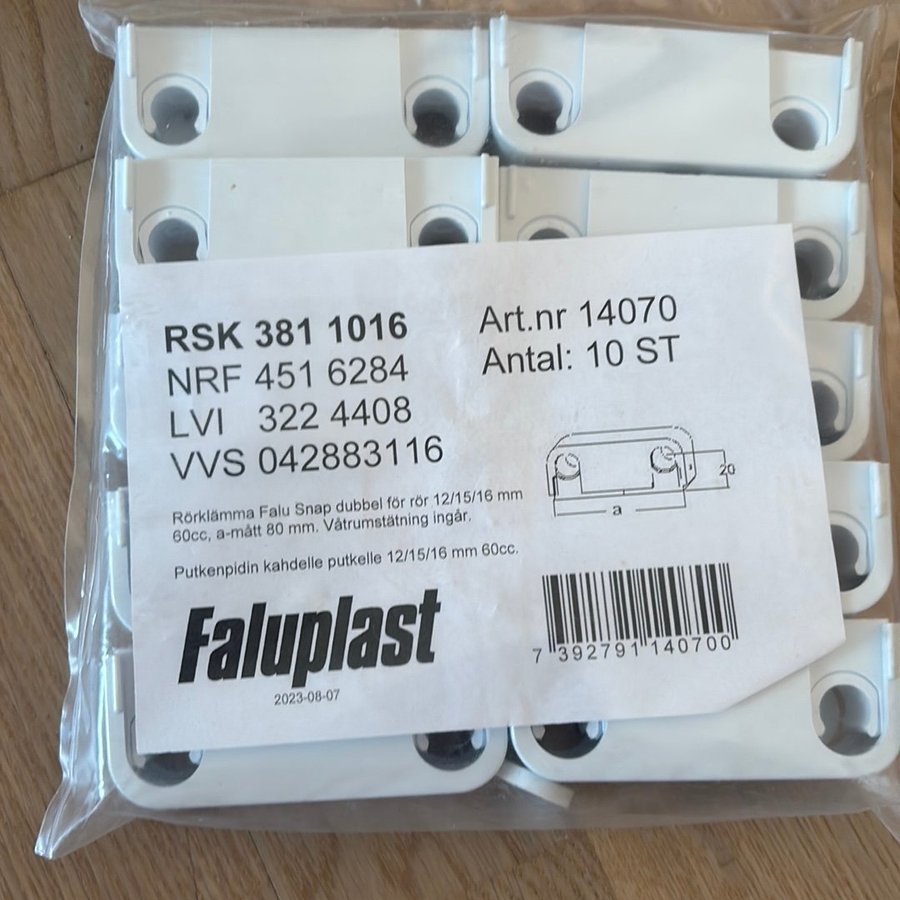 RSK 381 1016
NRF 451 6284
LVI 322 4408
VVS 042883116
Art.nr 14070
Antal: 10 ST
20
a
Rörklämma Falu Snap dubbel för rör 12/15/16 mm
60cc, a-mått 80 mm. Våtrumstätning ingår.
Putkenpidin kahdelle putkelle 12/15/16 mm 60cc.
Faluplast
2023-08-07
7 392791 140700